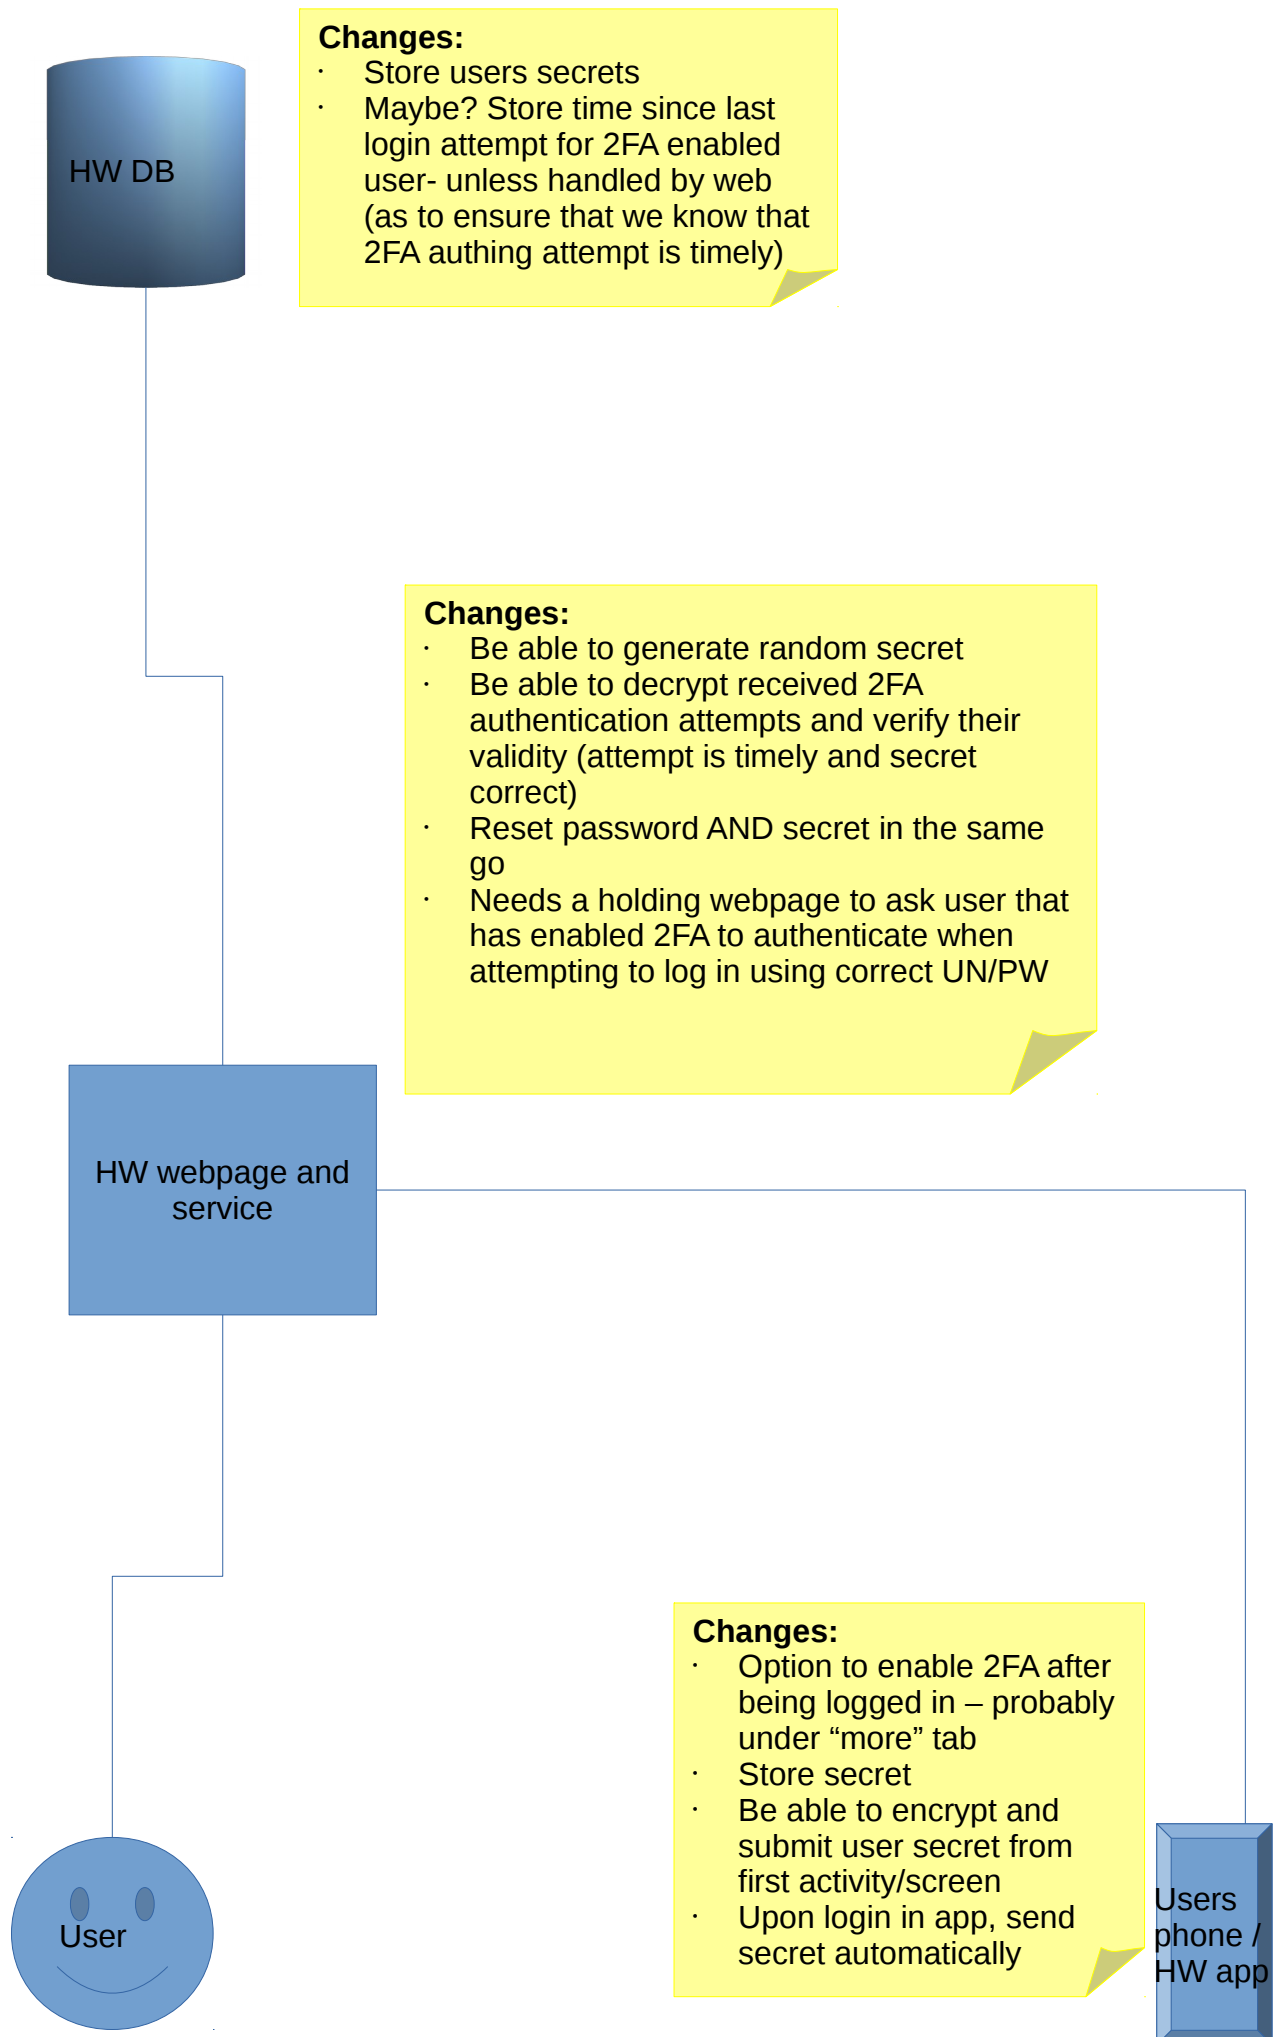 Changes:
· Store users secrets
· Maybe? Store time since last
login attempt for 2FA enabled
user- unless handled by web
(as to ensure that we know that
2FA authing attempt is timely)
HW DB
Changes:
· Be able to generate random secret
· Be able to decrypt received 2FA
authentication attempts and verify their
validity (attempt is timely and secret
correct)
· Reset password AND secret in the same
go
· Needs a holding webpage to ask user that
has enabled 2FA to authenticate when
attempting to log in using correct UN/PW
HW webpage and
service
Changes:
· Option to enable 2FA after
being logged in – probably
under “more” tab
· Store secret
· Be able to encrypt and
submit user secret from
first activity/screen
· Upon login in app, send
secret automatically
User
Users
phone /
HW app